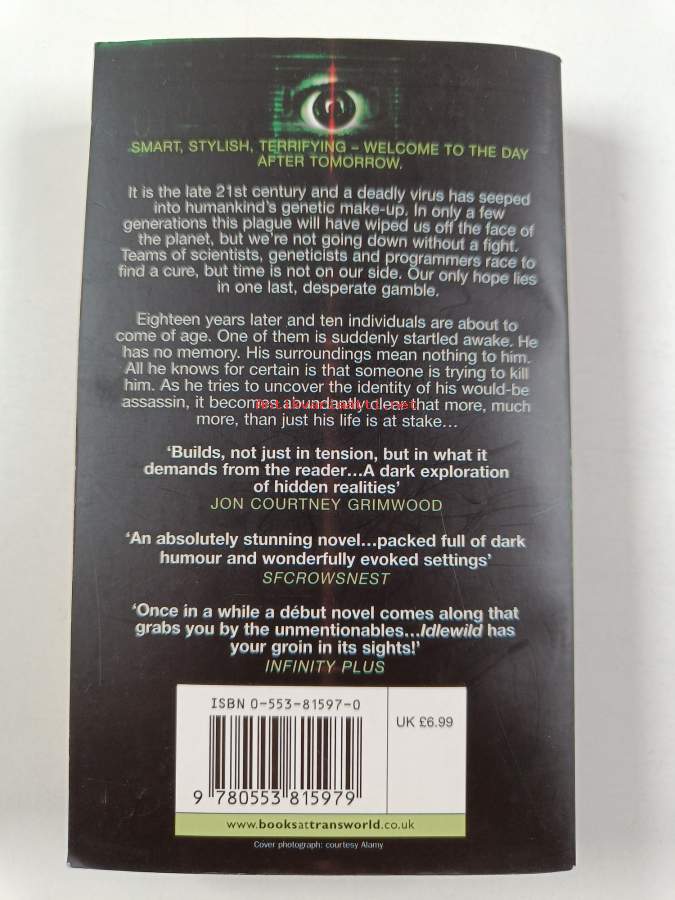 SMART, STYLISH, TERRIFYING – WELCOME TO THE DAY
AFTER TOMORROW.
It is the late 21st century and a deadly virus has seeped
into humankind's genetic make-up. In only a few
generations this plague will have wiped us off the face of
the planet, but we're not going down without a fight.
Teams of scientists, geneticists and programmers race to
find a cure, but time is not on our side. Our only hope lies
in one last, desperate gamble.
Eighteen years later and ten individuals are about to
come of age. One of them is suddenly startled awake. He
has no memory. His surroundings mean nothing to him.
All he knows for certain is that someone is trying to kill
him. As he tries to uncover the identity of his would-be
assassin, it becomes abundantly clear that more, much
more, than just his life is at stake...
'Builds, not just in tension, but in what it
demands from the reader...A dark exploration
of hidden realities'
JON COURTNEY GRIMWOOD
'An absolutely stunning novel...packed full of dark
humour and wonderfully evoked settings'
SFCROWSNEST
'Once in a while a début novel comes along that
grabs you by the unmentionables...Idlewild has
your groin in its sights!'
INFINITY PLUS
ISBN 0-553-81597-0
UK £6.99
9 780553 815979
www.booksattransworld.co.uk
Cover photograph: courtesy Alamy